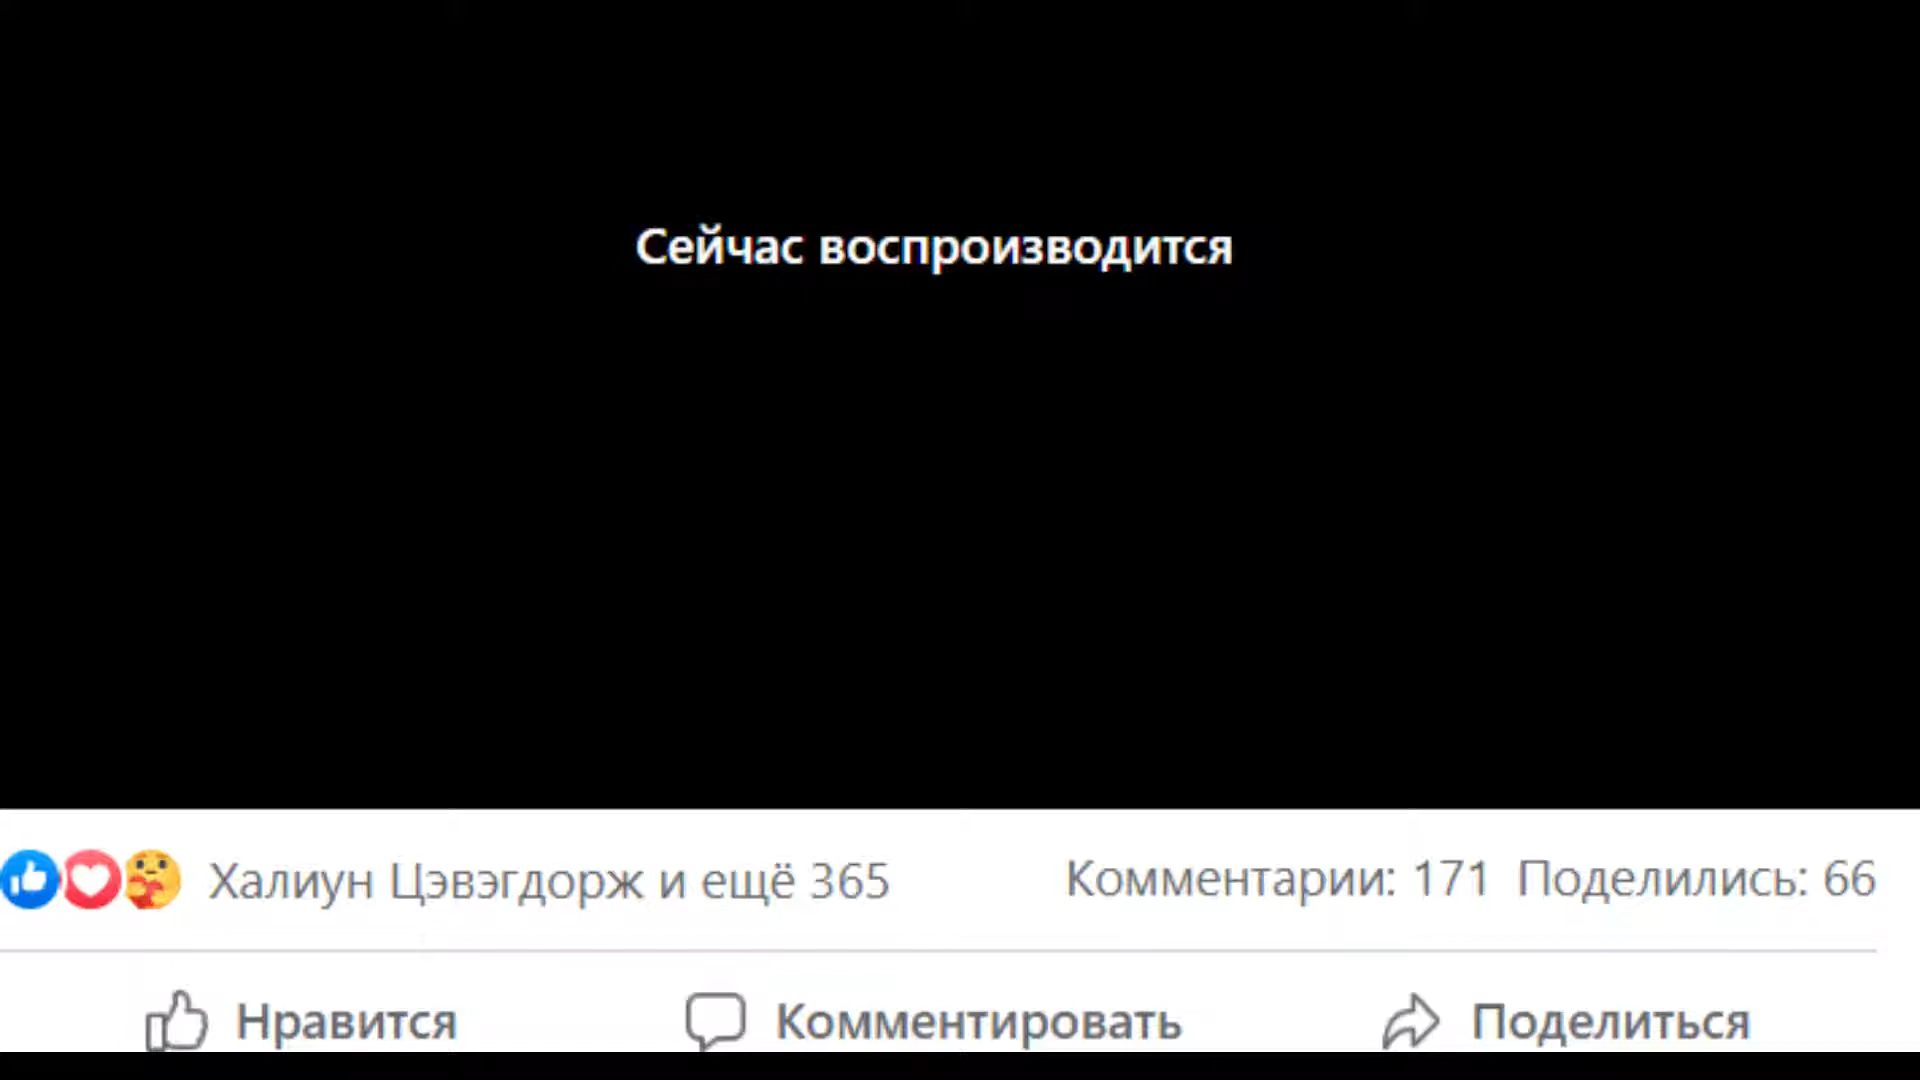 Сейчас воспроизводится
Халиун Цэвэгдорж и ещё 365 Комментарии: 171 Поделились: 66
Нравится Комментировать Поделиться